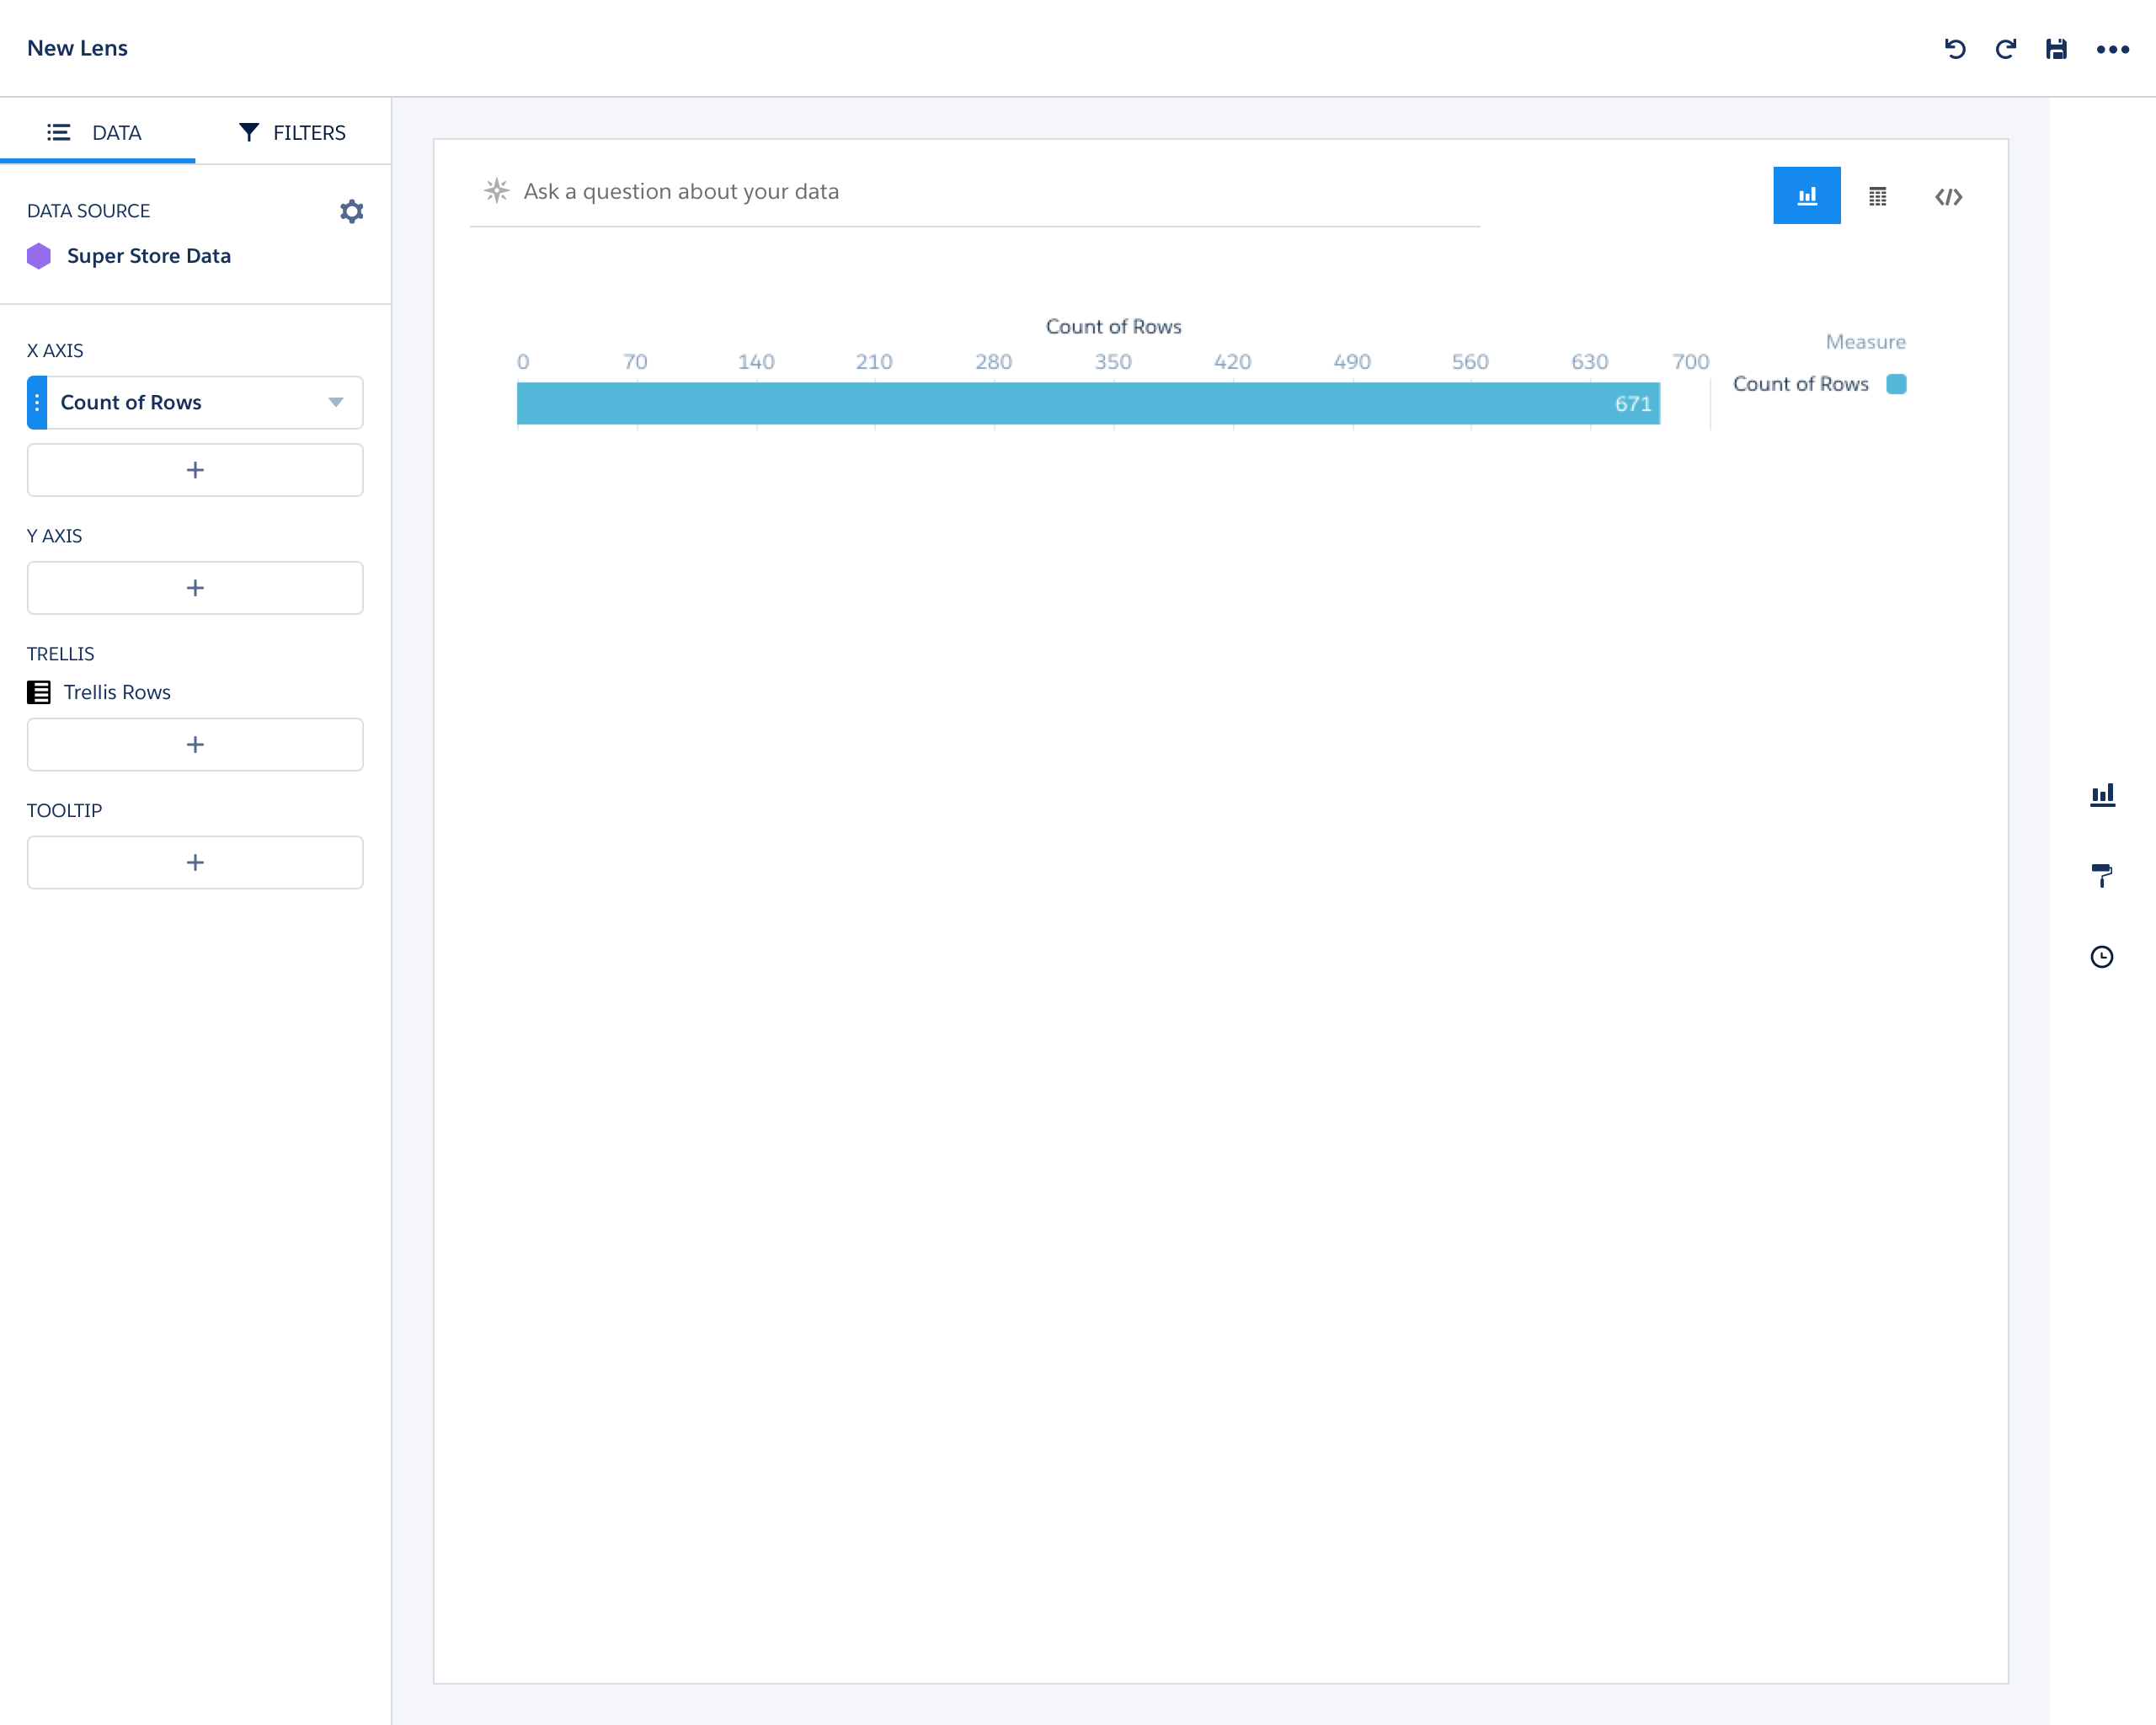 New Lens
DATA
FILTERS
DATA SOURCE
Super Store Data
X AXIS
Count of Rows
Y AXIS
TRELLIS
Trellis Rows
TOOLTIP
Ask a question about your data
Count of Rows
0 70 140 210 280 350 420 490 560 630 700
671
Measure
Count of Rows